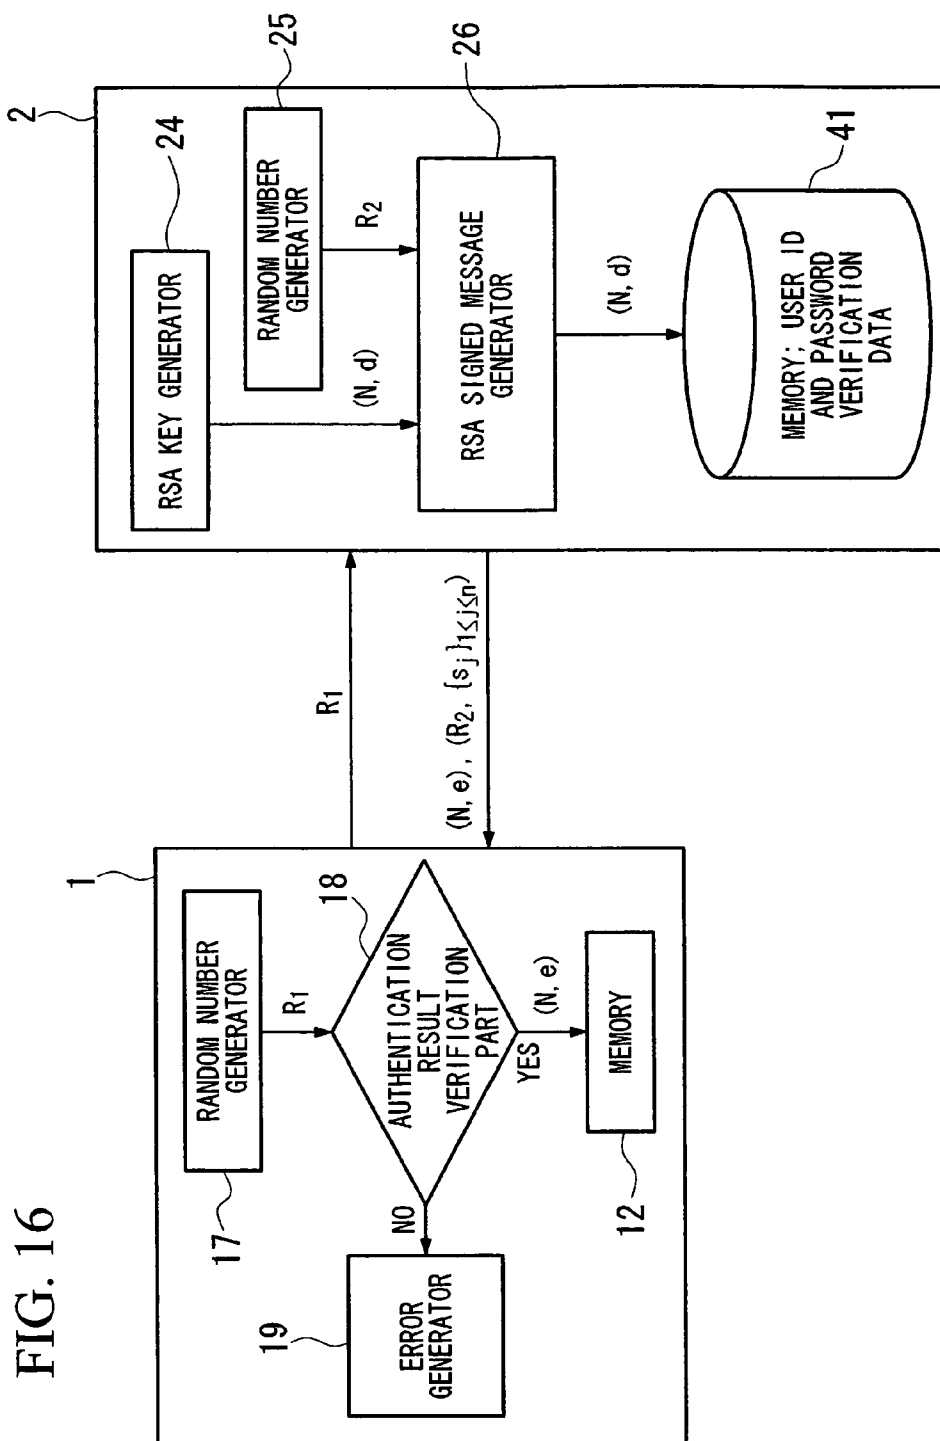 FIG. 16
1
17
RANDOM NUMBER
GENERATOR
R1
18
AUTHENTICATION
RESULT
VERIFICATION
PART
NO
19
ERROR
GENERATOR
YES
(N, e)
12
MEMORY
R1
(N, e), (R2, {sj}1≤j≤n)
2
24
RSA KEY GENERATOR
(N, d)
25
RANDOM NUMBER
GENERATOR
R2
26
RSA SIGNED MESSAGE
GENERATOR
(N, d)
41
MEMORY; USER ID
AND PASSWORD
VERIFICATION
DATA